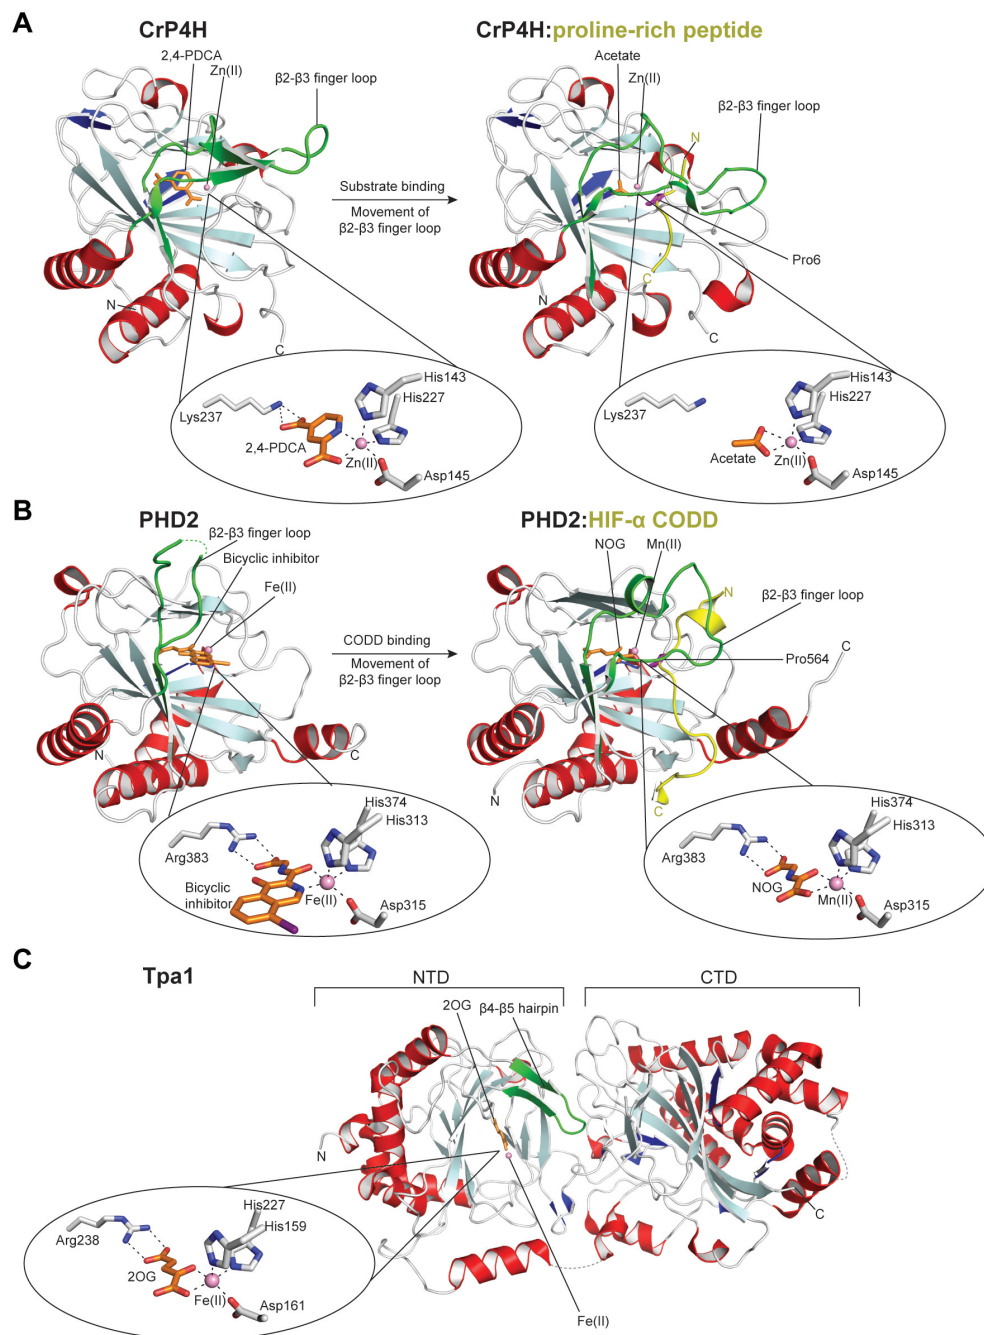 A
CrP4H
CrP4H:proline-rich peptide
2,4-PDCA
Zn(II)
β2-β3 finger loop
Acetate
Zn(II)
β2-β3 finger loop
N
Substrate binding
Movement of
β2-β3 finger loop
Pro6
C
N
N
C
C
His143
His227
Lys237
2,4-PDCA
Zn(II)
Asp145
His143
His227
Lys237
Acetate
Zn(II)
Asp145
B
PHD2
PHD2:HIF-α CODD
β2-β3 finger loop
Bicyclic inhibitor
Fe(II)
NOG
Mn(II)
N
β2-β3 finger loop
CODD binding
Movement of
β2-β3 finger loop
Pro564
C
N
C
N
C
His374
His313
Arg383
Bicyclic
inhibitor
Fe(II)
Asp315
His374
His313
Arg383
NOG
Mn(II)
Asp315
C
Tpa1
NTD
CTD
2OG
β4-β5 hairpin
N
C
His227
His159
Arg238
2OG
Fe(II)
Asp161
Fe(II)